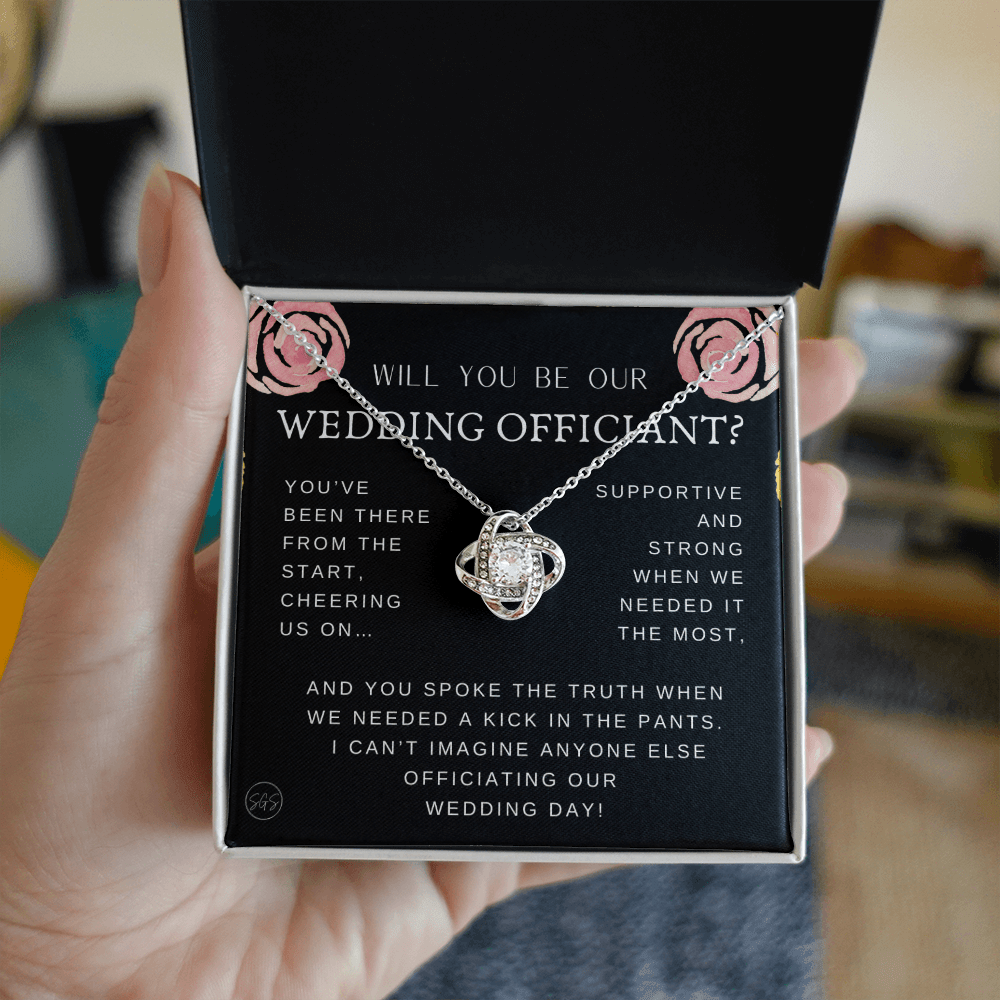 WILL YOU BE OUR
WEDDING OFFICIANT?
YOU'VE
BEEN THERE
FROM THE
START,
CHEERING
US ON...
SUPPORTIVE
AND
STRONG
WHEN WE
NEEDED IT
THE MOST,
AND YOU SPOKE THE TRUTH WHEN
WE NEEDED A KICK IN THE PANTS.
I CAN'T IMAGINE ANYONE ELSE
OFFICIATING OUR
WEDDING DAY!
SGS